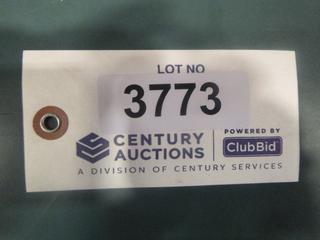 LOT NO
3773
CENTURY
AUCTIONS
POWERED BY
ClubBid
A DIVISION OF CENTURY SERVICES